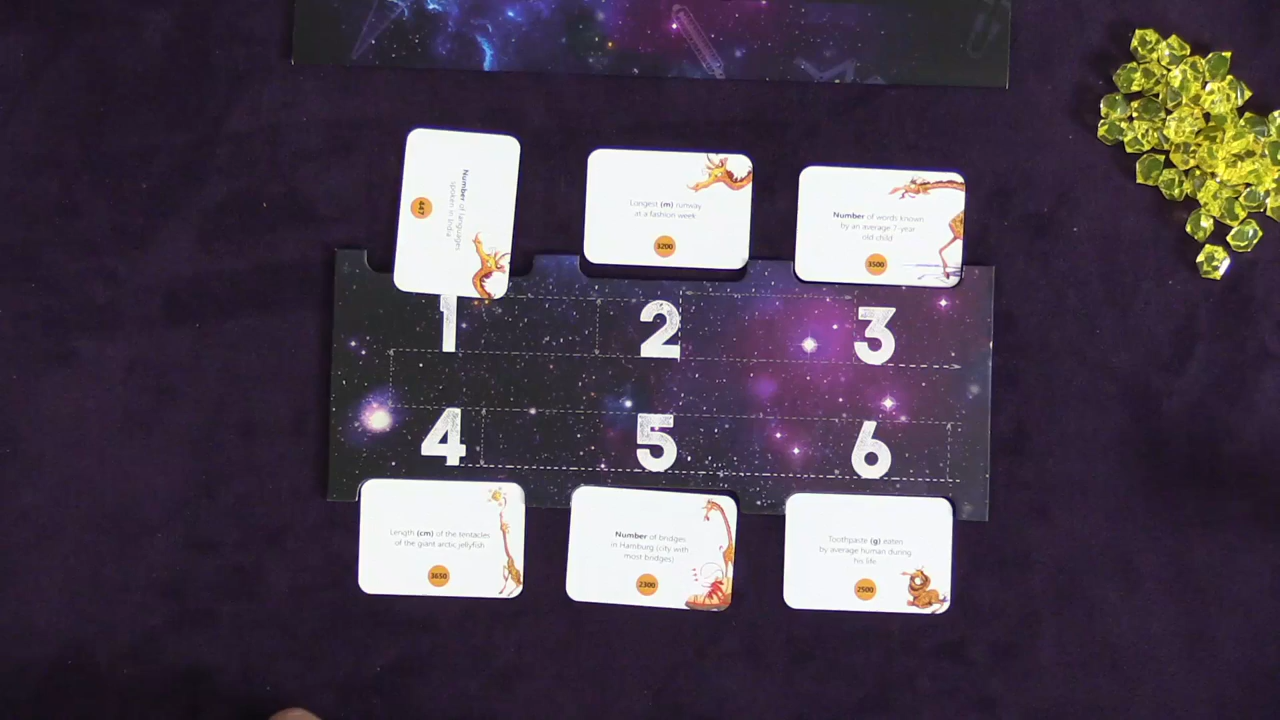 Number of languages
spoken in India
447
Longest (m) runway
at a fashion week
3200
Number of words known
by an average 7-year
old child
3500
1
2
3
4
5
6
Length (cm) of the tentacles
of the giant arctic jellyfish
3650
Number of bridges
in Hamburg (city with
most bridges)
2300
Toothpaste (g) eaten
by average human during
his life
2500